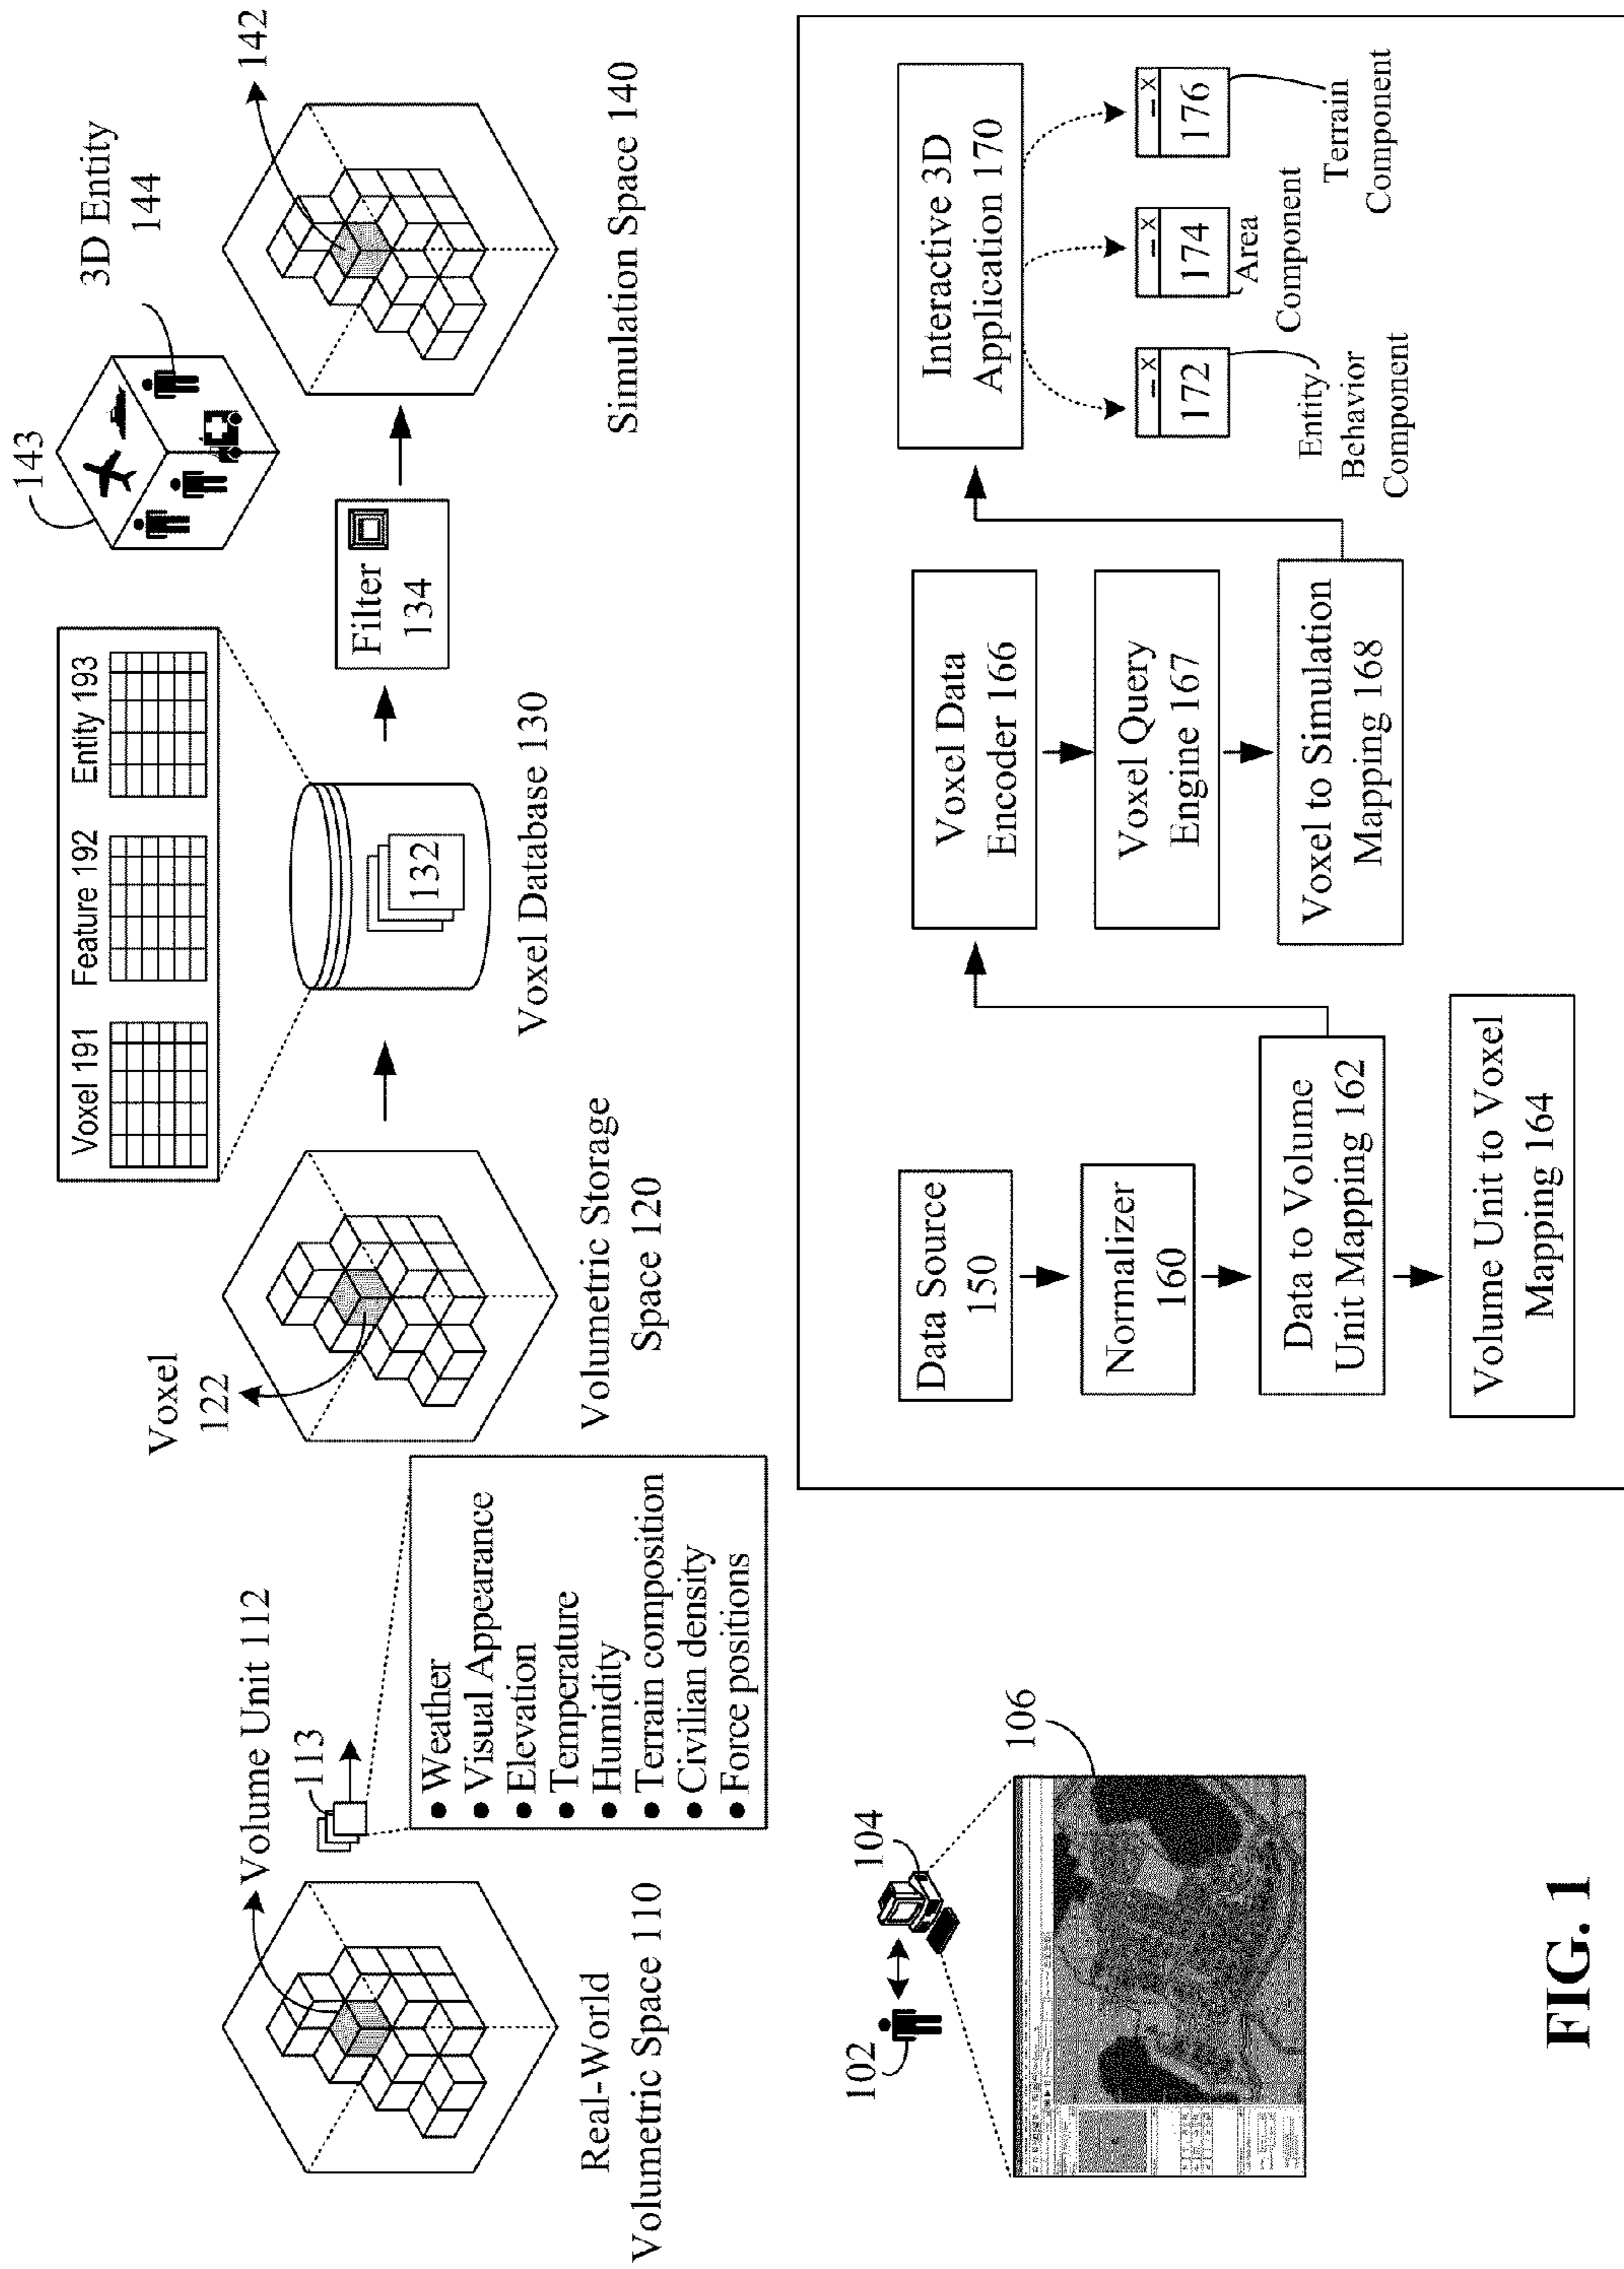 Volume Unit 112
113
Real-World
Volumetric Space 110
● Weather
● Visual Appearance
● Elevation
● Temperature
● Humidity
● Terrain composition
● Civilian density
● Force positions
Voxel
122
Volumetric Storage
Space 120
Voxel 191
Feature 192
Entity 193
132
Voxel Database 130
Filter
134
143
3D Entity
144
142
Simulation Space 140
102
104
106
Data Source
150
Normalizer
160
Data to Volume
Unit Mapping 162
Volume Unit to Voxel
Mapping 164
Voxel Data
Encoder 166
Voxel Query
Engine 167
Voxel to Simulation
Mapping 168
Interactive 3D
Application 170
172
Entity
Behavior
Component
174
Area
Component
176
Terrain
Component
FIG. 1